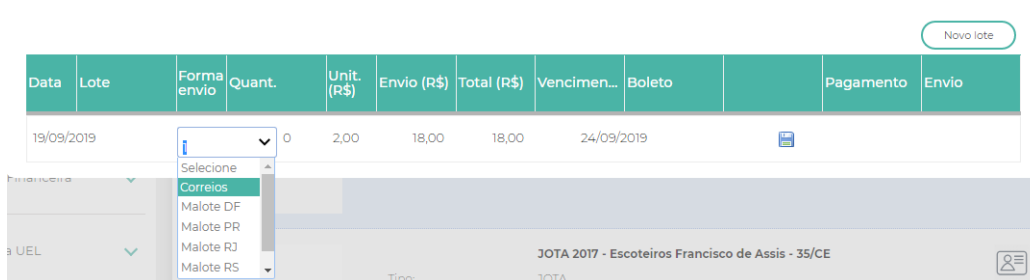 Novo lote
Data Lote Forma envio Quant. Unit. (R$) Envio (R$) Total (R$) Vencimen... Boleto Pagamento Envio
19/09/2019 0 2,00 18,00 18,00 24/09/2019
Selecione
Correios
Malote DF
Malote PR
Malote RJ
Malote RS
Financeira
a UEL
JOTA 2017 - Escoteiros Francisco de Assis - 35/CE
Tipo: JOTA